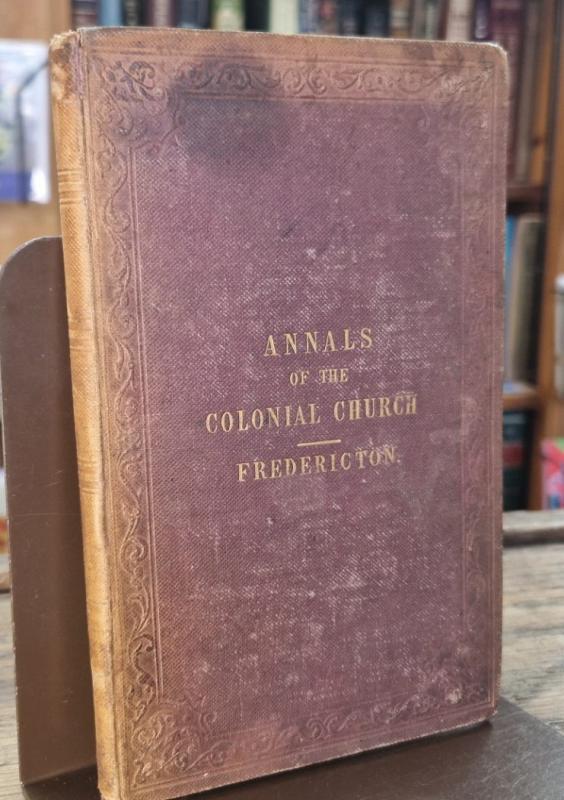 ANNALS
OF THE
COLONIAL CHURCH
FREDERICTON.